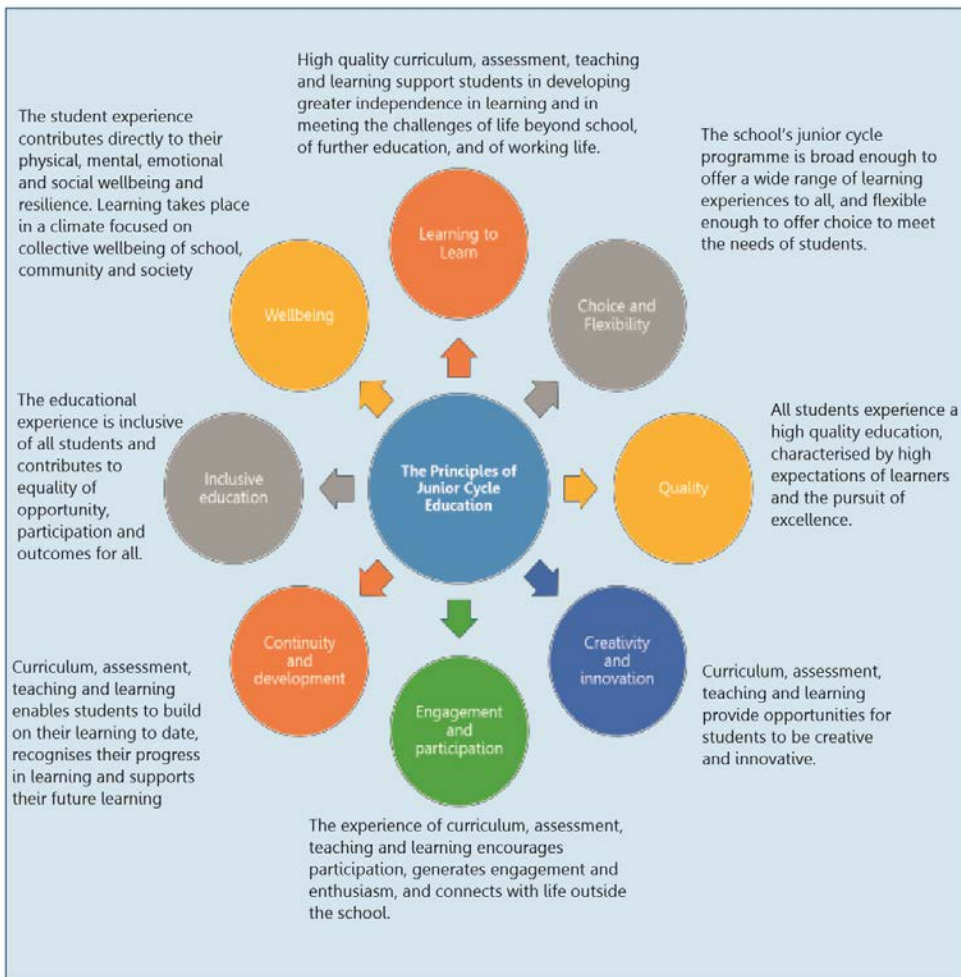 High quality curriculum, assessment, teaching
and learning support students in developing
greater independence in learning and in
meeting the challenges of life beyond school,
of further education, and of working life.
The student experience
contributes directly to their
physical, mental, emotional
and social wellbeing and
resilience. Learning takes place
in a climate focused on
collective wellbeing of school,
community and society
The school's junior cycle
programme is broad enough to
offer a wide range of learning
experiences to all, and flexible
enough to offer choice to meet
the needs of students.
Learning to
Learn
Wellbeing
Choice and
Flexibility
The educational
experience is inclusive
of all students and
contributes to
equality of
opportunity,
participation and
outcomes for all.
Inclusive
education
The Principles of
Junior Cycle
Education
Quality
All students experience a
high quality education,
characterised by high
expectations of learners
and the pursuit of
excellence.
Continuity
and
development
Engagement
and
participation
Creativity
and
innovation
Curriculum, assessment,
teaching and learning
enables students to build
on their learning to date,
recognises their progress
in learning and supports
their future learning
Curriculum, assessment,
teaching and learning
provide opportunities for
students to be creative
and innovative.
The experience of curriculum, assessment,
teaching and learning encourages
participation, generates engagement and
enthusiasm, and connects with life outside
the school.